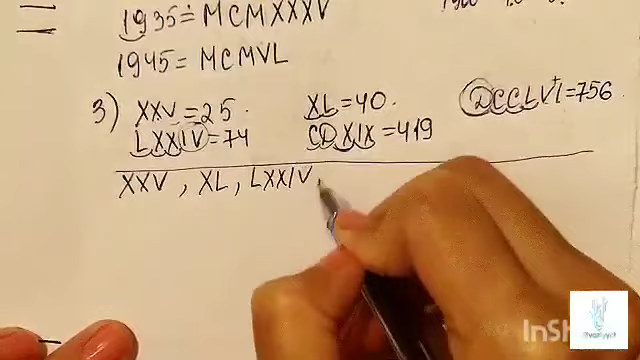 1935 = MCMXXXV
1945 = MCMVL
3) XXV = 25. XL = 40. DCCLVI = 756
LXXIV = 74 CDXIX = 419
XXV, XL, LXXIV,
InSh